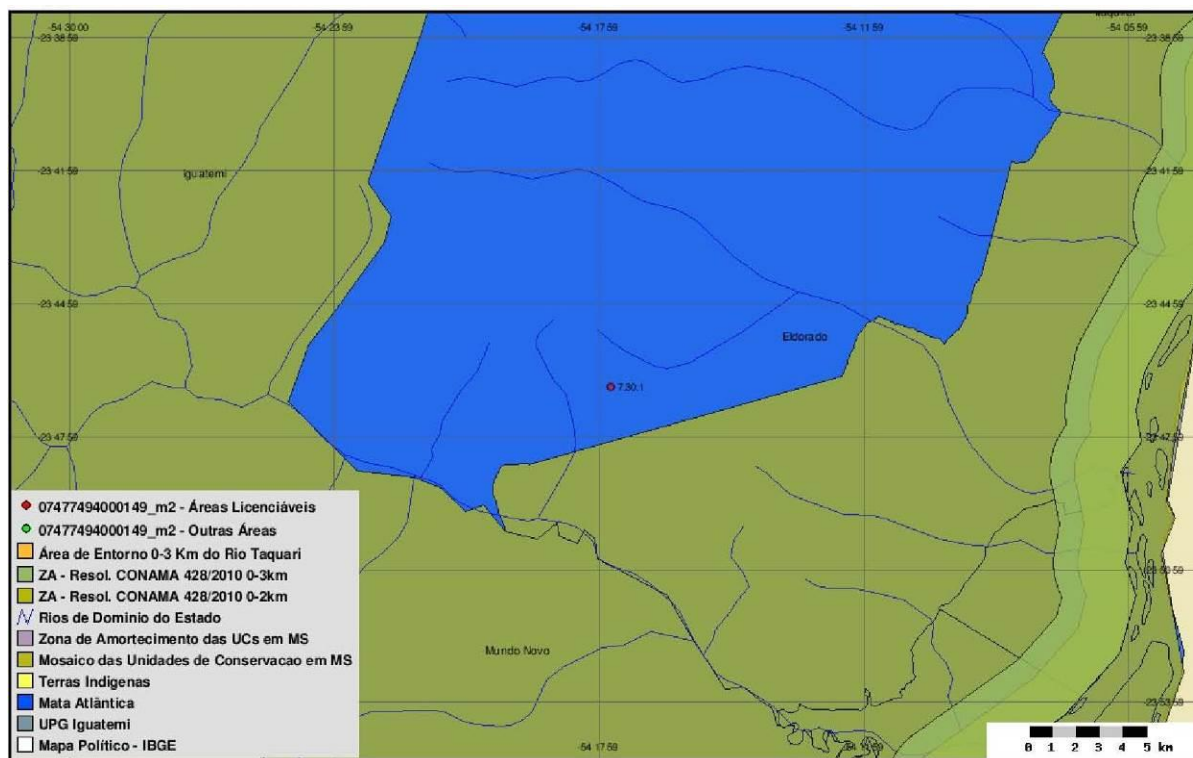 -54 30 00
-54 23 59
-54 17 59
-54 11 59
-54 05 59
-23 38 59
-23 38 59
-23 41 59
Iguatemi
-23 41 59
-23 44 59
-23 44 59
Eldorado
7.30.1
-23 47 59
-23 47 59
Mundo Novo
-54 17 59
0 1 2 3 4 5 km
07477494000149_m2 - Áreas Licenciáveis
07477494000149_m2 - Outras Áreas
Área de Entorno 0-3 Km do Rio Taquari
ZA - Resol. CONAMA 428/2010 0-3km
ZA - Resol. CONAMA 428/2010 0-2km
Rios de Dominio do Estado
Zona de Amortecimento das UCs em MS
Mosaico das Unidades de Conservacao em MS
Terras Indigenas
Mata Atlântica
UPG Iguatemi
Mapa Político - IBGE